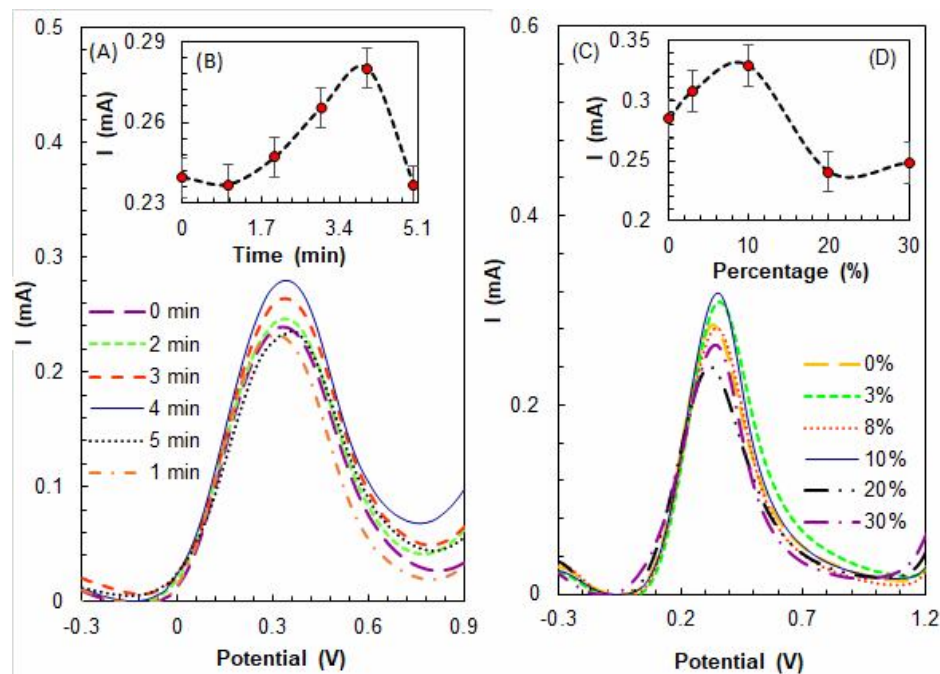 (A)
0.5
0.4
0.3
0.2
0.1
0
I (mA)
-0.3
0
0.3
0.6
0.9
Potential (V)
0 min
2 min
3 min
4 min
5 min
1 min
(B)
0.29
0.26
0.23
I (mA)
1.7
3.4
5.1
Time (min)
(C)
0.6
0.4
0.2
0
I (mA)
-0.3
0.2
0.7
1.2
Potential (V)
0%
3%
8%
10%
20%
30%
(D)
0.35
0.3
0.25
0.2
I (mA)
0
10
20
30
Percentage (%)